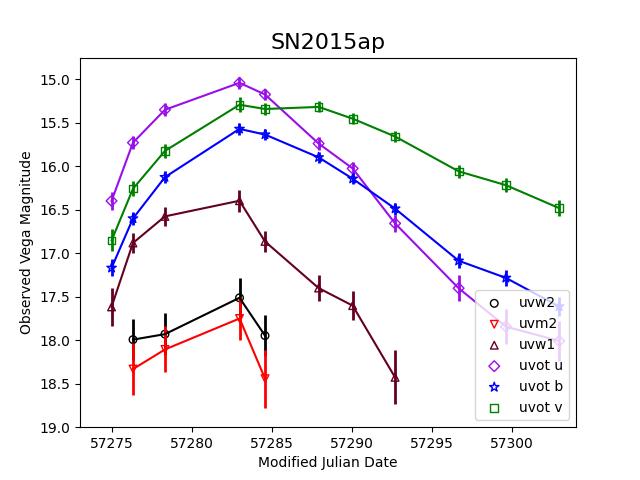 SN2015ap
Observed Vega Magnitude
15.0
15.5
16.0
16.5
17.0
17.5
18.0
18.5
19.0
uvw2
uvm2
uvw1
uvot u
uvot b
uvot v
57275 57280 57285 57290 57295 57300
Modified Julian Date